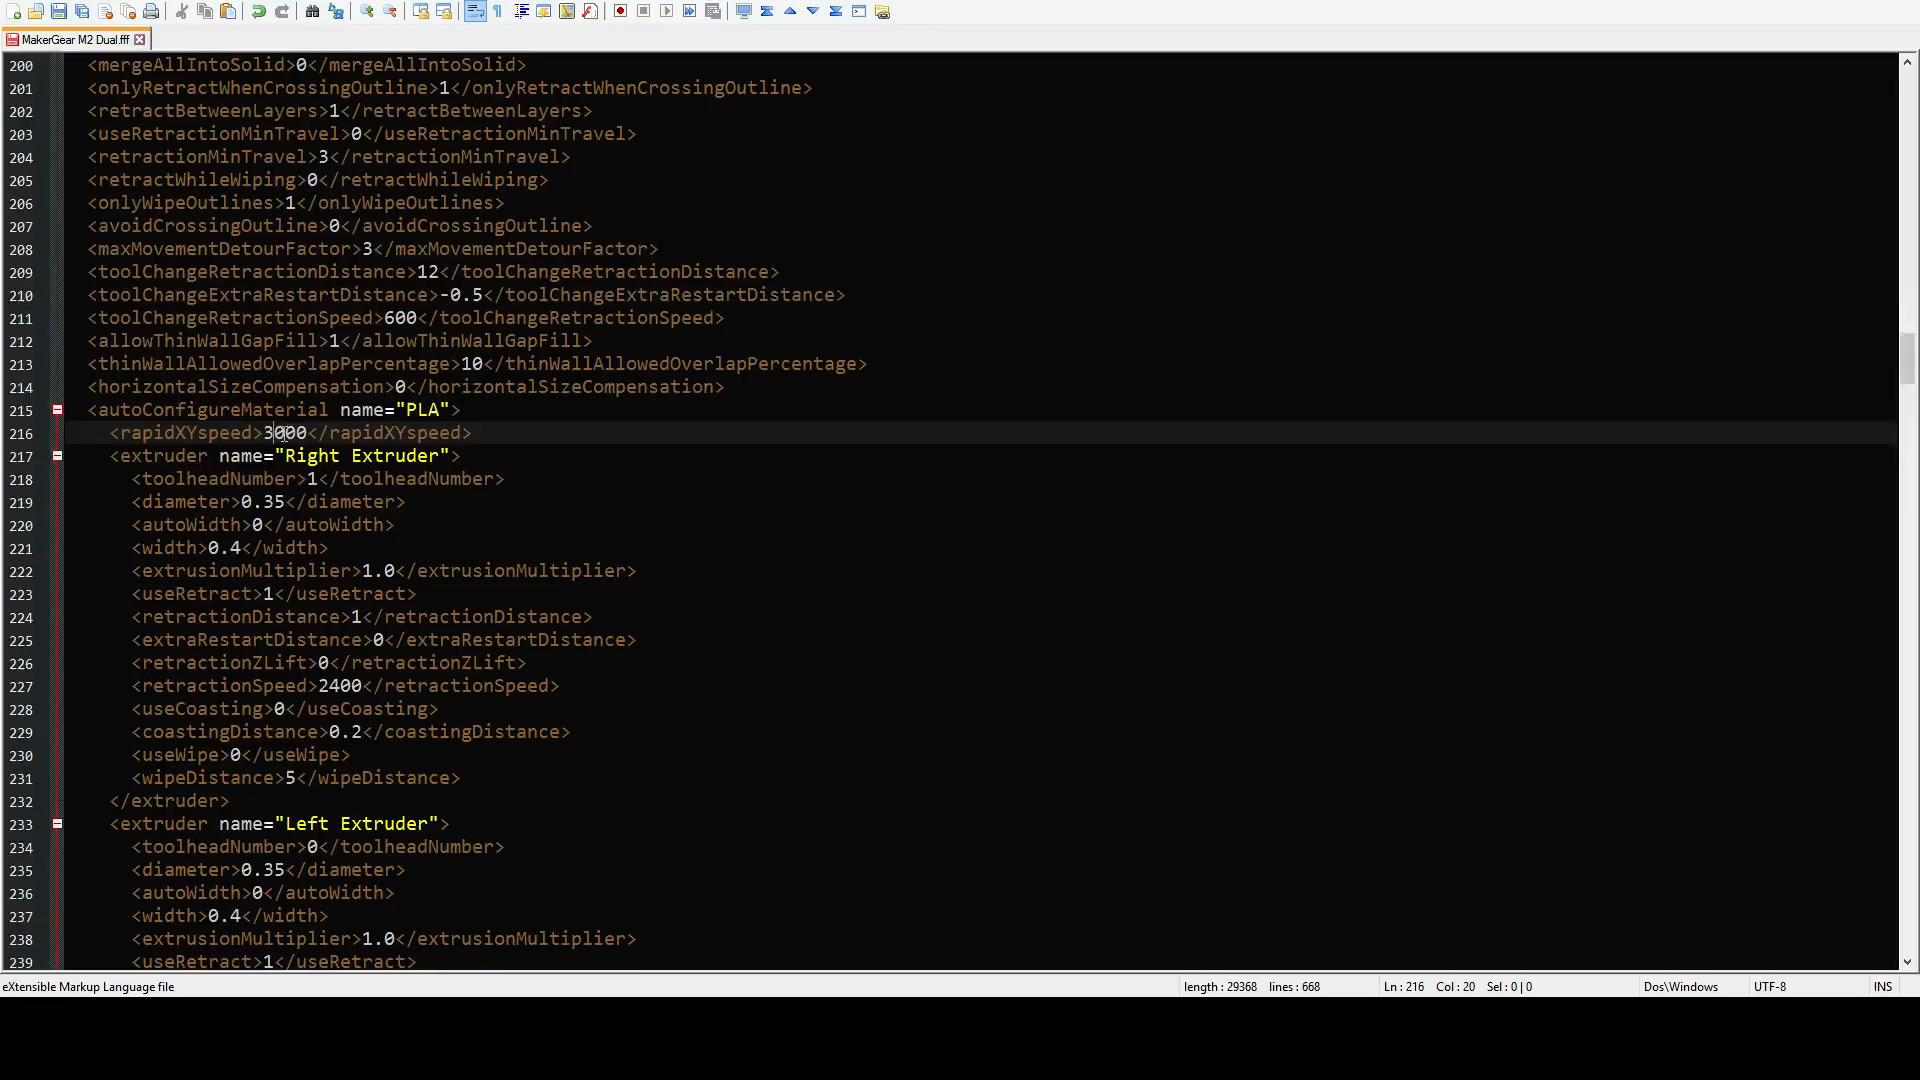 MakerGear M2 Dual.fff
200 <mergeAllIntoSolid>0</mergeAllIntoSolid>
201 <onlyRetractWhenCrossingOutline>1</onlyRetractWhenCrossingOutline>
202 <retractBetweenLayers>1</retractBetweenLayers>
203 <useRetractionMinTravel>0</useRetractionMinTravel>
204 <retractionMinTravel>3</retractionMinTravel>
205 <retractWhileWiping>0</retractWhileWiping>
206 <onlyWipeOutlines>1</onlyWipeOutlines>
207 <avoidCrossingOutline>0</avoidCrossingOutline>
208 <maxMovementDetourFactor>3</maxMovementDetourFactor>
209 <toolChangeRetractionDistance>12</toolChangeRetractionDistance>
210 <toolChangeExtraRestartDistance>-0.5</toolChangeExtraRestartDistance>
211 <toolChangeRetractionSpeed>600</toolChangeRetractionSpeed>
212 <allowThinWallGapFill>1</allowThinWallGapFill>
213 <thinWallAllowedOverlapPercentage>10</thinWallAllowedOverlapPercentage>
214 <horizontalSizeCompensation>0</horizontalSizeCompensation>
215 <autoConfigureMaterial name="PLA">
216 <rapidXYspeed>3000</rapidXYspeed>
217 <extruder name="Right Extruder">
218 <toolheadNumber>1</toolheadNumber>
219 <diameter>0.35</diameter>
220 <autoWidth>0</autoWidth>
221 <width>0.4</width>
222 <extrusionMultiplier>1.0</extrusionMultiplier>
223 <useRetract>1</useRetract>
224 <retractionDistance>1</retractionDistance>
225 <extraRestartDistance>0</extraRestartDistance>
226 <retractionZLift>0</retractionZLift>
227 <retractionSpeed>2400</retractionSpeed>
228 <useCoasting>0</useCoasting>
229 <coastingDistance>0.2</coastingDistance>
230 <useWipe>0</useWipe>
231 <wipeDistance>5</wipeDistance>
232 </extruder>
233 <extruder name="Left Extruder">
234 <toolheadNumber>0</toolheadNumber>
235 <diameter>0.35</diameter>
236 <autoWidth>0</autoWidth>
237 <width>0.4</width>
238 <extrusionMultiplier>1.0</extrusionMultiplier>
239 <useRetract>1</useRetract>
eXtensible Markup Language file length : 29368 lines : 668 Ln : 216 Col : 20 Sel : 0 | 0 Dos\Windows UTF-8 INS